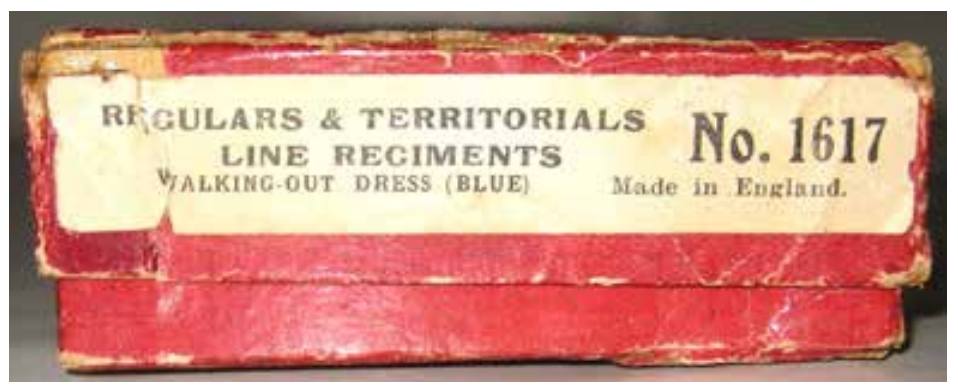 REGULARS & TERRITORIALS
LINE REGIMENTS
WALKING-OUT DRESS (BLUE)
No. 1617
Made in England.